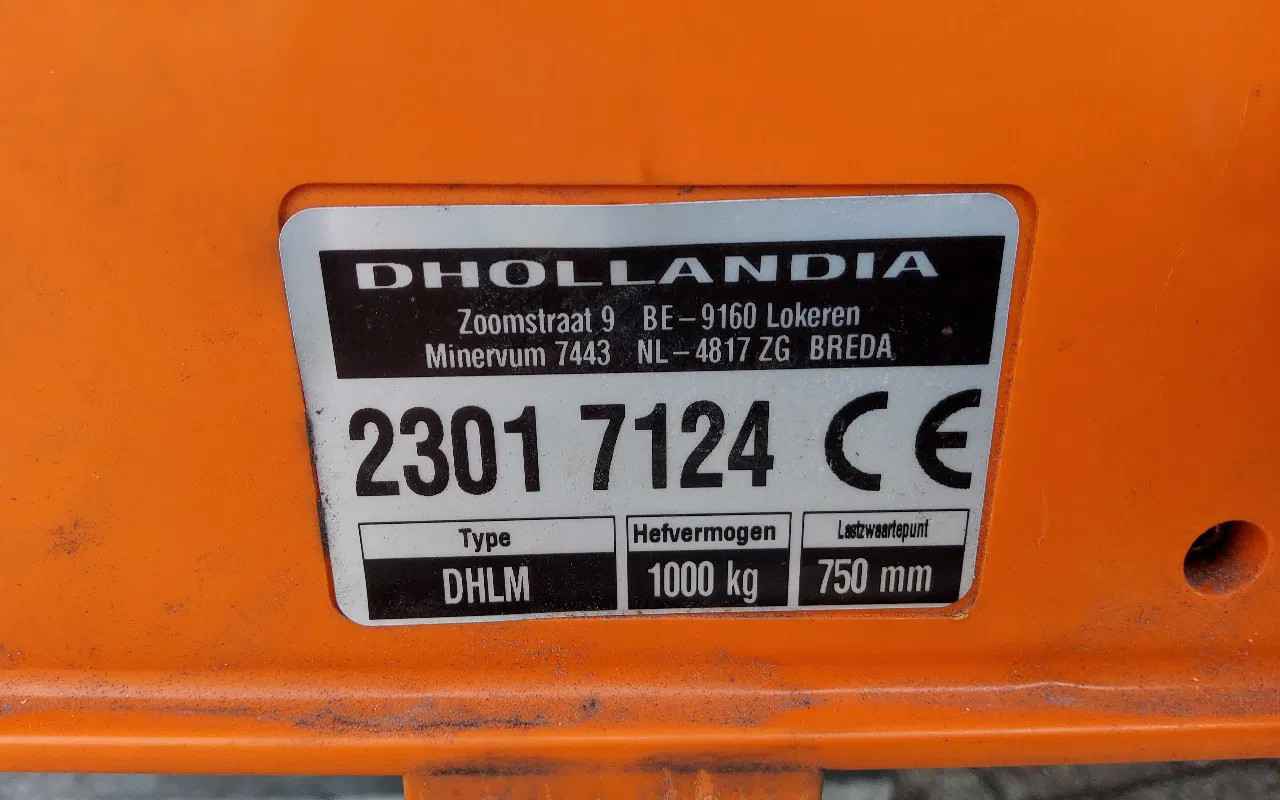 DHOLLANDIA
Zoomstraat 9 BE-9160 Lokeren
Minervum 7443 NL-4817 ZG BREDA
2301 7124 CE
Type Hefvermogen Lastzwaartepunt
DHLM 1000 kg 750 mm